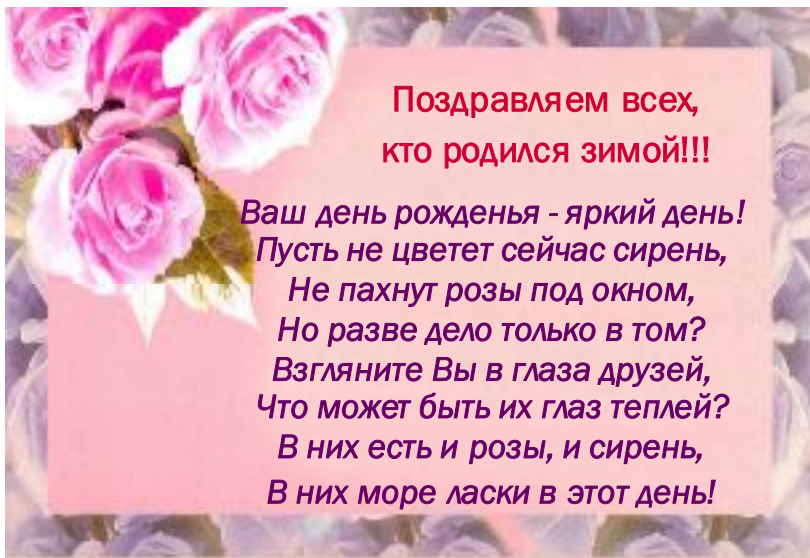 Поздравляем всех,
кто родился зимой!!!
Ваш день рожденья - яркий день!
Пусть не цветет сейчас сирень,
Не пахнут розы под окном,
Но разве дело только в том?
Взгляните Вы в глаза друзей,
Что может быть их глаз теплей?
В них есть и розы, и сирень,
В них море ласки в этот день!